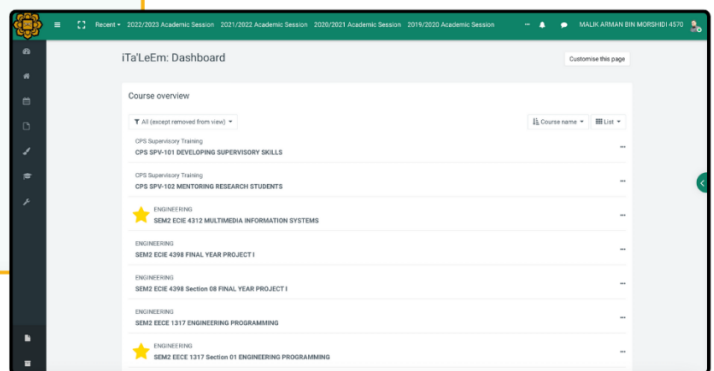 Recent 2022/2023 Academic Session 2021/2022 Academic Session 2020/2021 Academic Session 2019/2020 Academic Session MALIK ARMAN BIN MORSHIDI 4570
iTa'LeEm: Dashboard
Customise this page
Course overview
All (except removed from view)
Course name
List
CPS Supervisory Training
CPS SPV-101 DEVELOPING SUPERVISORY SKILLS
CPS Supervisory Training
CPS SPV-102 MENTORING RESEARCH STUDENTS
ENGINEERING
SEM2 ECIE 4312 MULTIMEDIA INFORMATION SYSTEMS
ENGINEERING
SEM2 ECIE 4398 FINAL YEAR PROJECT I
ENGINEERING
SEM2 ECIE 4398 Section 08 FINAL YEAR PROJECT I
ENGINEERING
SEM2 EECE 1317 ENGINEERING PROGRAMMING
ENGINEERING
SEM2 EECE 1317 Section 01 ENGINEERING PROGRAMMING